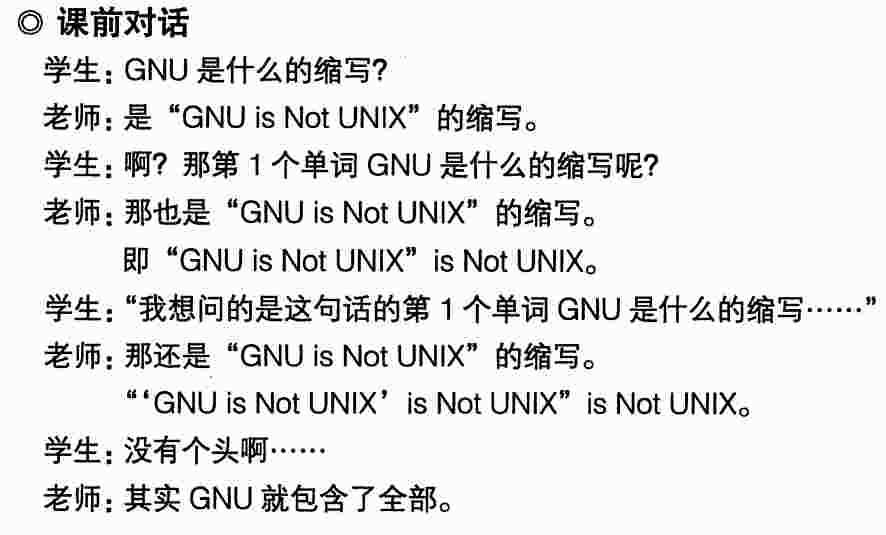 ◎ 课前对话
学生：GNU 是什么的缩写？
老师：是“GNU is Not UNIX”的缩写。
学生：啊？那第 1 个单词 GNU 是什么的缩写呢？
老师：那也是“GNU is Not UNIX”的缩写。
即“GNU is Not UNIX”is Not UNIX。
学生：“我想问的是这句话的第 1 个单词 GNU 是什么的缩写……”
老师：那还是“GNU is Not UNIX”的缩写。
“‘GNU is Not UNIX’is Not UNIX”is Not UNIX。
学生：没有个头啊……
老师：其实 GNU 就包含了全部。